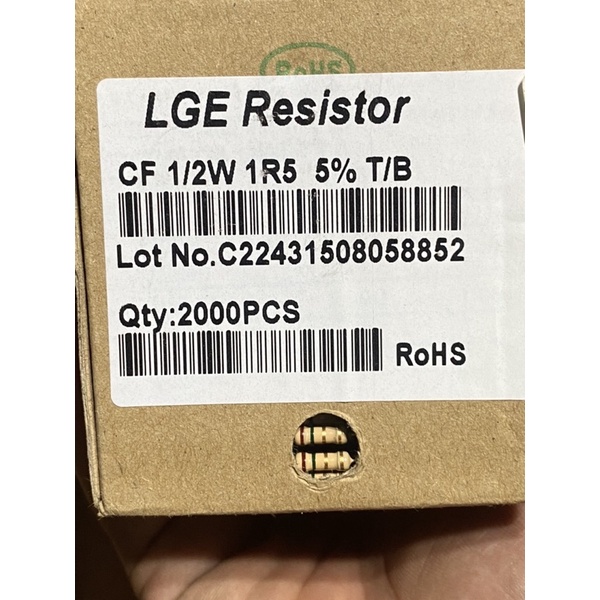 RoHS
LGE Resistor
CF 1/2W 1R5 5% T/B
Lot No.C22431508058852
Qty:2000PCS
RoHS